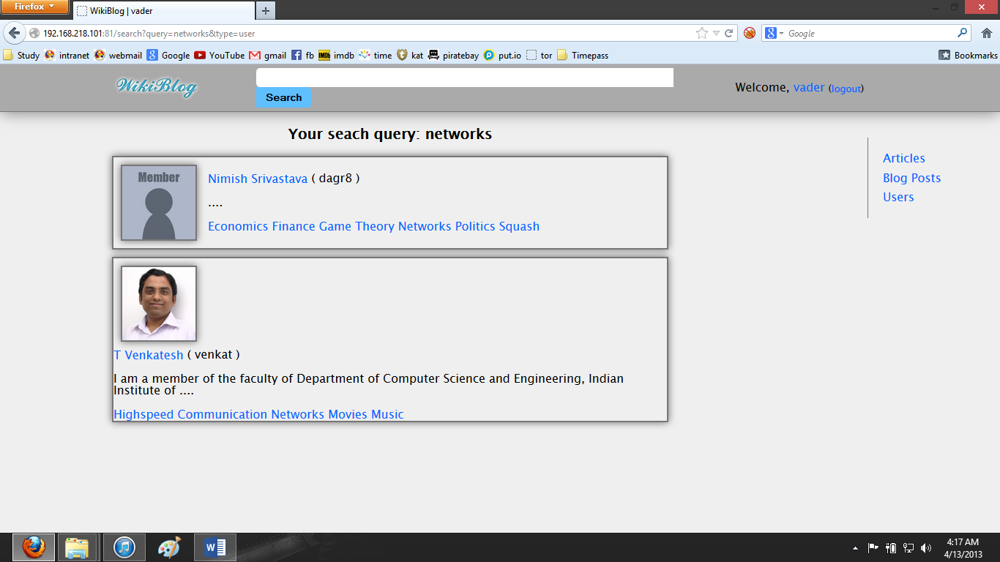 Firefox
WikiBlog | vader
192.168.218.101:81/search?query=networks&type=user
Google
Study intranet webmail Google YouTube gmail fb imdb time kat piratebay put.io tor Timepass Bookmarks
WikiBlog
Search
Welcome, vader (logout)
Your seach query: networks
Member
Nimish Srivastava ( dagr8 )
....
Economics Finance Game Theory Networks Politics Squash
Articles
Blog Posts
Users
T Venkatesh ( venkat )
I am a member of the faculty of Department of Computer Science and Engineering, Indian
Institute of ....
Highspeed Communication Networks Movies Music
4:17 AM
4/13/2013